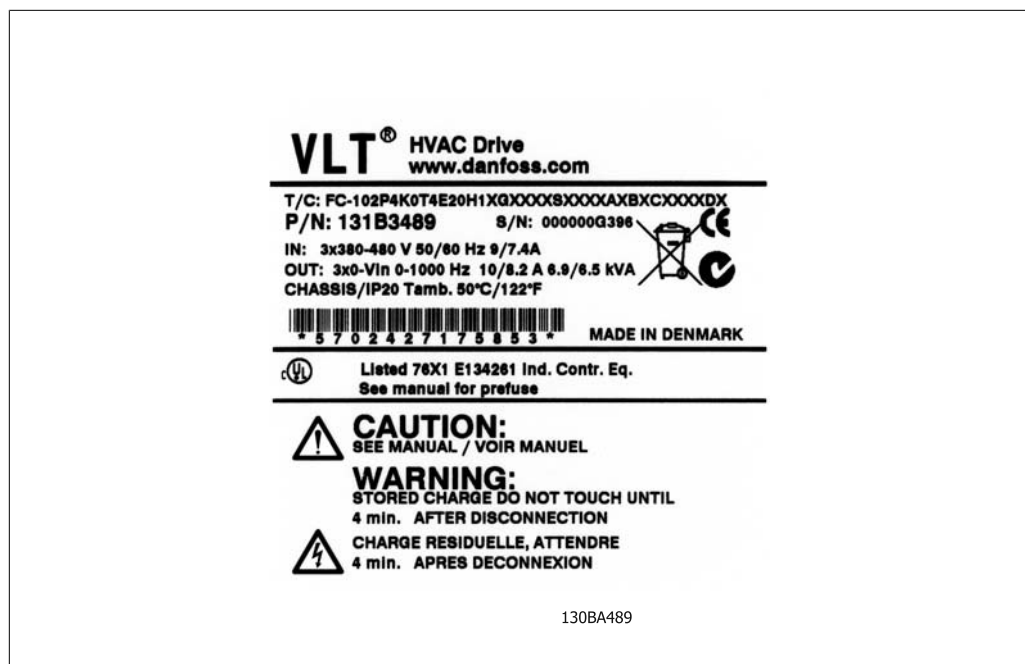 VLT® HVAC Drive
www.danfoss.com
T/C: FC-102P4K0T4E20H1XGXXXXSXXXXAXBXCXXXXDX
P/N: 131B3489 S/N: 000000G396
IN: 3x380-480 V 50/60 Hz 9/7.4A
OUT: 3x0-Vin 0-1000 Hz 10/8.2 A 6.9/6.5 kVA
CHASSIS/IP20 Tamb. 50°C/122°F
* 5 7 0 2 4 2 7 1 7 5 8 5 3 * MADE IN DENMARK
c UL Listed 76X1 E134261 Ind. Contr. Eq.
See manual for prefuse
CAUTION:
SEE MANUAL / VOIR MANUEL
WARNING:
STORED CHARGE DO NOT TOUCH UNTIL
4 min. AFTER DISCONNECTION
CHARGE RESIDUELLE, ATTENDRE
4 min. APRES DECONNEXION
130BA489